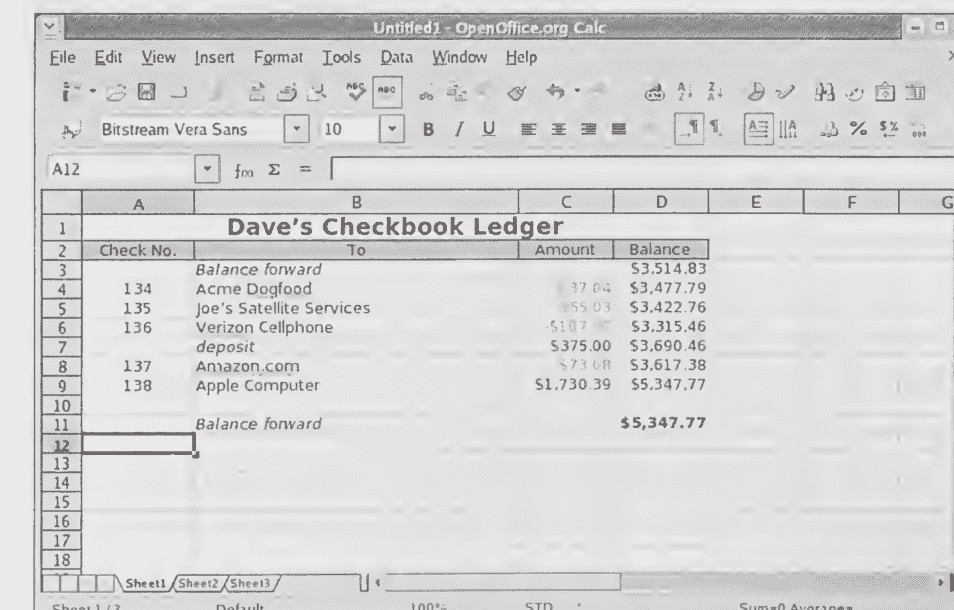 Untitled1 - OpenOffice.org Calc
File Edit View Insert Format Tools Data Window Help
Bitstream Vera Sans 10 B I U
A12 f(x) Σ =
A B C D E F G
1 Dave's Checkbook Ledger
2 Check No. To Amount Balance
3 Balance forward $3,514.83
4 134 Acme Dogfood $3,477.79
5 135 Joe's Satellite Services $3,422.76
6 136 Verizon Cellphone $3,315.46
7 deposit $375.00 $3,690.46
8 137 Amazon.com $3,617.38
9 138 Apple Computer $1,730.39 $5,347.77
10
11 Balance forward $5,347.77
12
13
14
15
16
17
18
Sheet1 Sheet2 Sheet3
Sheet 1 / 3 Default 100% STD Sum=0 Average=